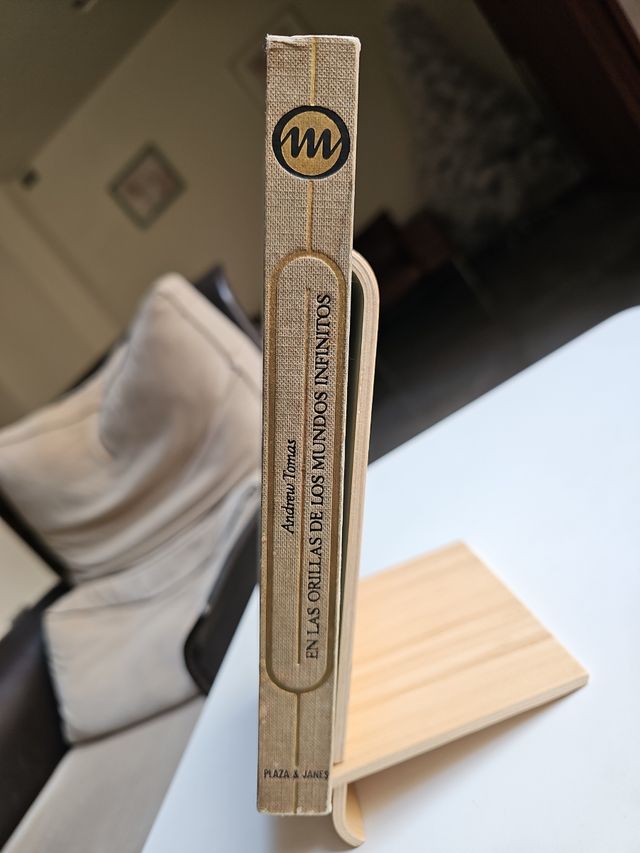 m
Andrew Tomas
EN LAS ORILLAS DE LOS MUNDOS INFINITOS
PLAZA & JANES